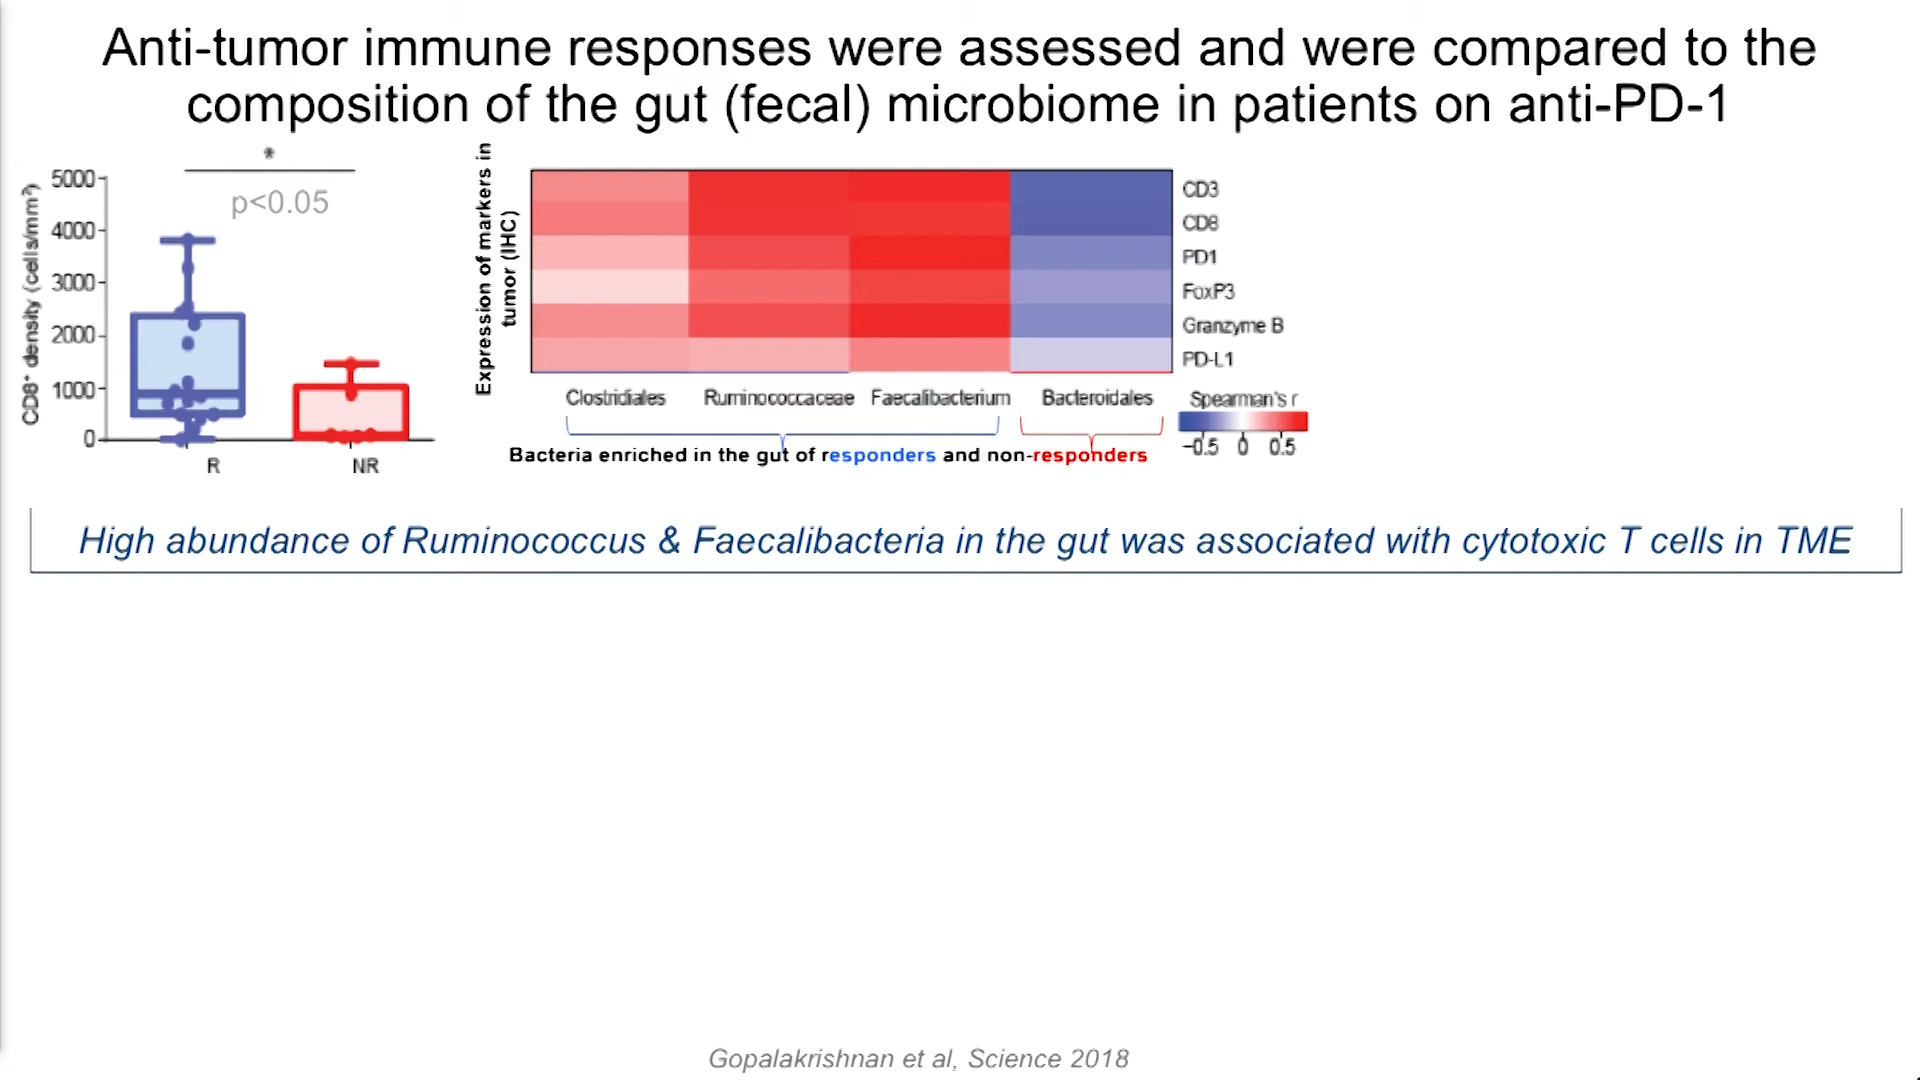 Anti-tumor immune responses were assessed and were compared to the
composition of the gut (fecal) microbiome in patients on anti-PD-1
*
p<0.05
CD8⁺ density (cells/mm²)
5000
4000
3000
2000
1000
0
R
NR
Expression of markers in
tumor (IHC)
CD3
CD8
PD1
FoxP3
Granzyme B
PD-L1
Clostridiales Ruminococcaceae Faecalibacterium Bacteroidales
Spearman's r
−0.5 0 0.5
Bacteria enriched in the gut of responders and non-responders
High abundance of Ruminococcus & Faecalibacteria in the gut was associated with cytotoxic T cells in TME
Gopalakrishnan et al, Science 2018